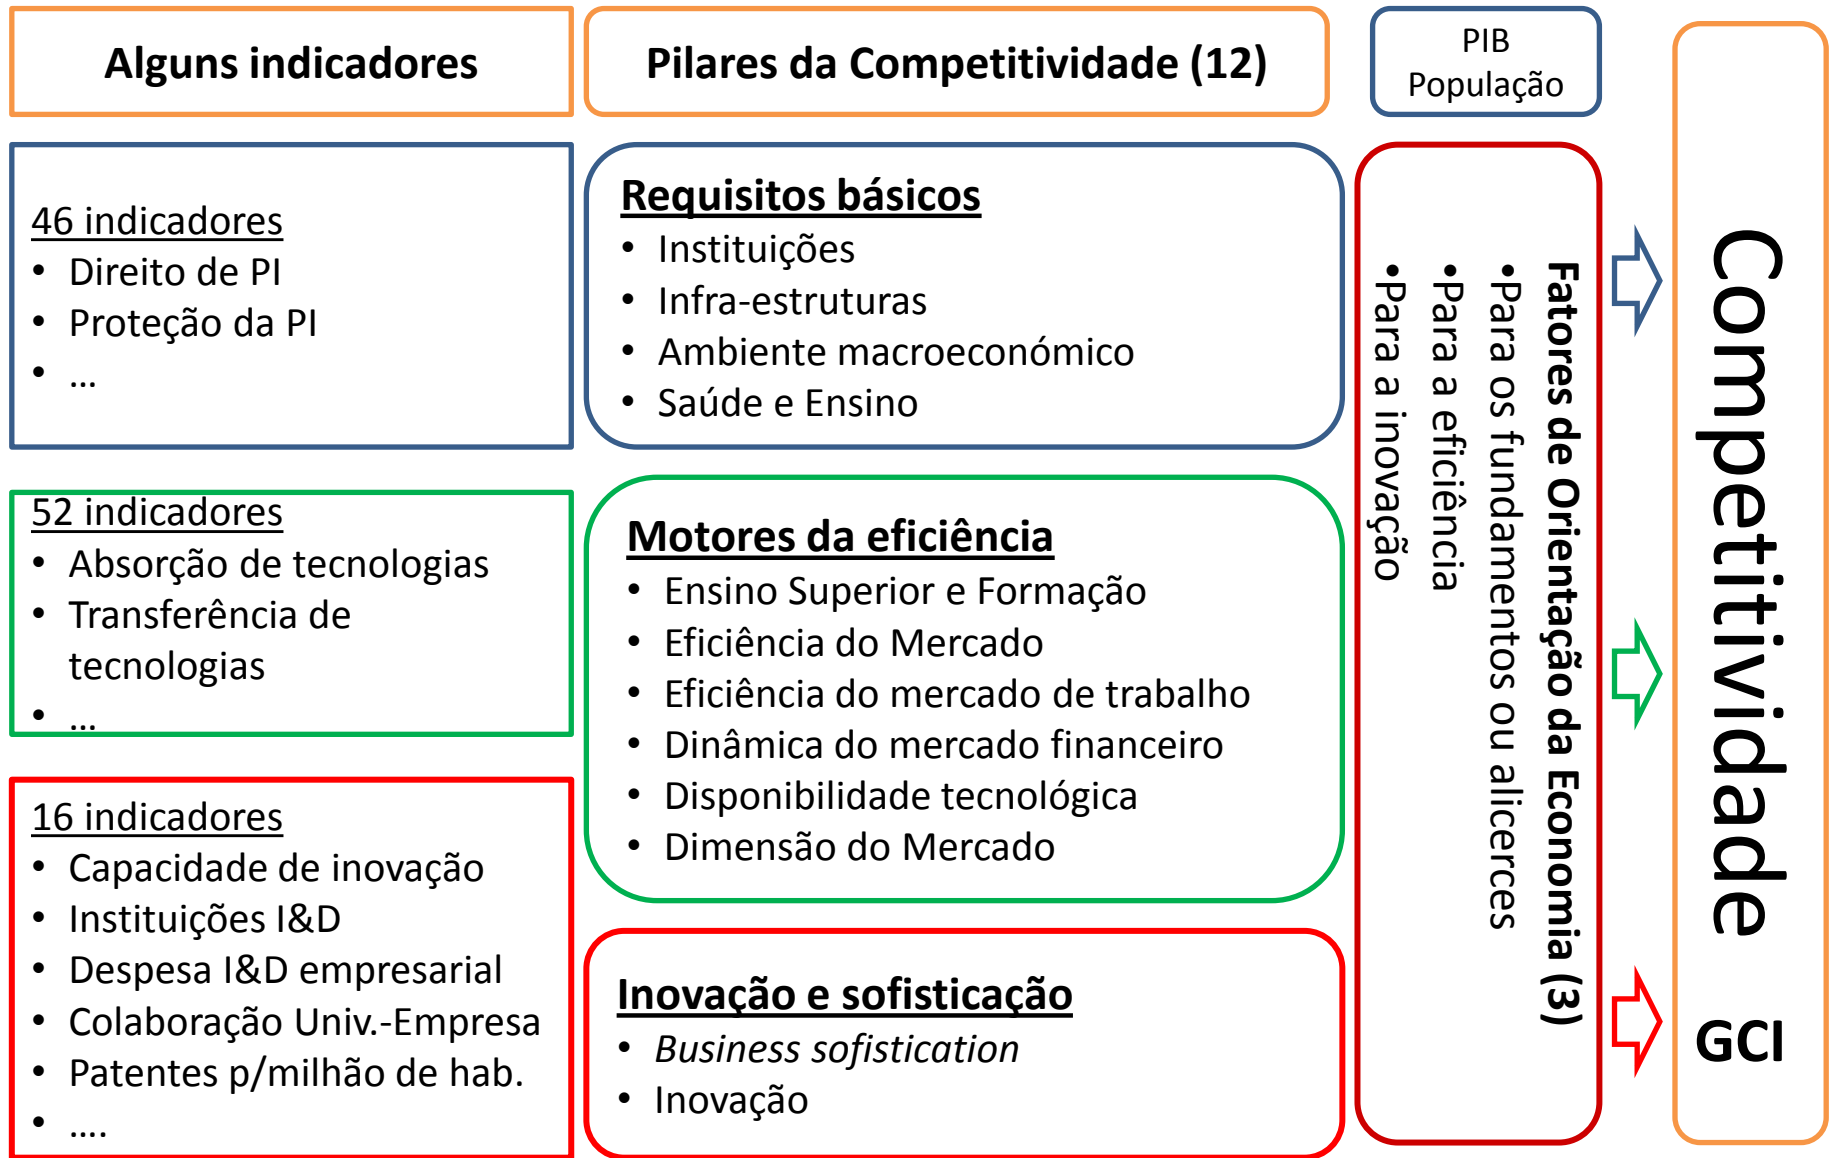 Alguns indicadores
Pilares da Competitividade (12)
PIB
População
46 indicadores
• Direito de PI
• Proteção da PI
• ...
Requisitos básicos
• Instituições
• Infra-estruturas
• Ambiente macroeconómico
• Saúde e Ensino
52 indicadores
• Absorção de tecnologias
• Transferência de
tecnologias
• ...
Motores da eficiência
• Ensino Superior e Formação
• Eficiência do Mercado
• Eficiência do mercado de trabalho
• Dinâmica do mercado financeiro
• Disponibilidade tecnológica
• Dimensão do Mercado
16 indicadores
• Capacidade de inovação
• Instituições I&D
• Despesa I&D empresarial
• Colaboração Univ.-Empresa
• Patentes p/milhão de hab.
• ....
Inovação e sofisticação
• Business sofistication
• Inovação
Fatores de Orientação da Economia (3)
•Para os fundamentos ou alicerces
•Para a eficiência
•Para a inovação
Competitividade
GCI